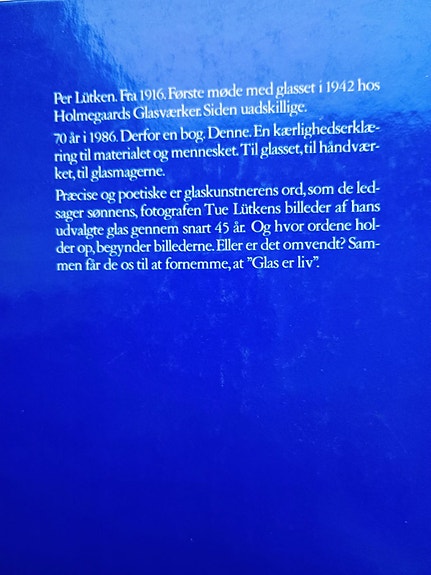 Per Lütken. Fra 1916. Første møde med glasset i 1942 hos
Holmegaards Glasværker. Siden uadskillige.
70 år i 1986. Derfor en bog. Denne. En kærlighedserklæ-
ring til materialet og mennesket. Til glasset, til håndvær-
ket, til glasmagerne.
Præcise og poetiske er glaskunstnerens ord, som de led-
sager sønnens, fotografen Tue Lütkens billeder af hans
udvalgte glas gennem snart 45 år. Og hvor ordene hol-
der op, begynder billederne. Eller er det omvendt? Sam-
men får de os til at fornemme, at ”Glas er liv”.